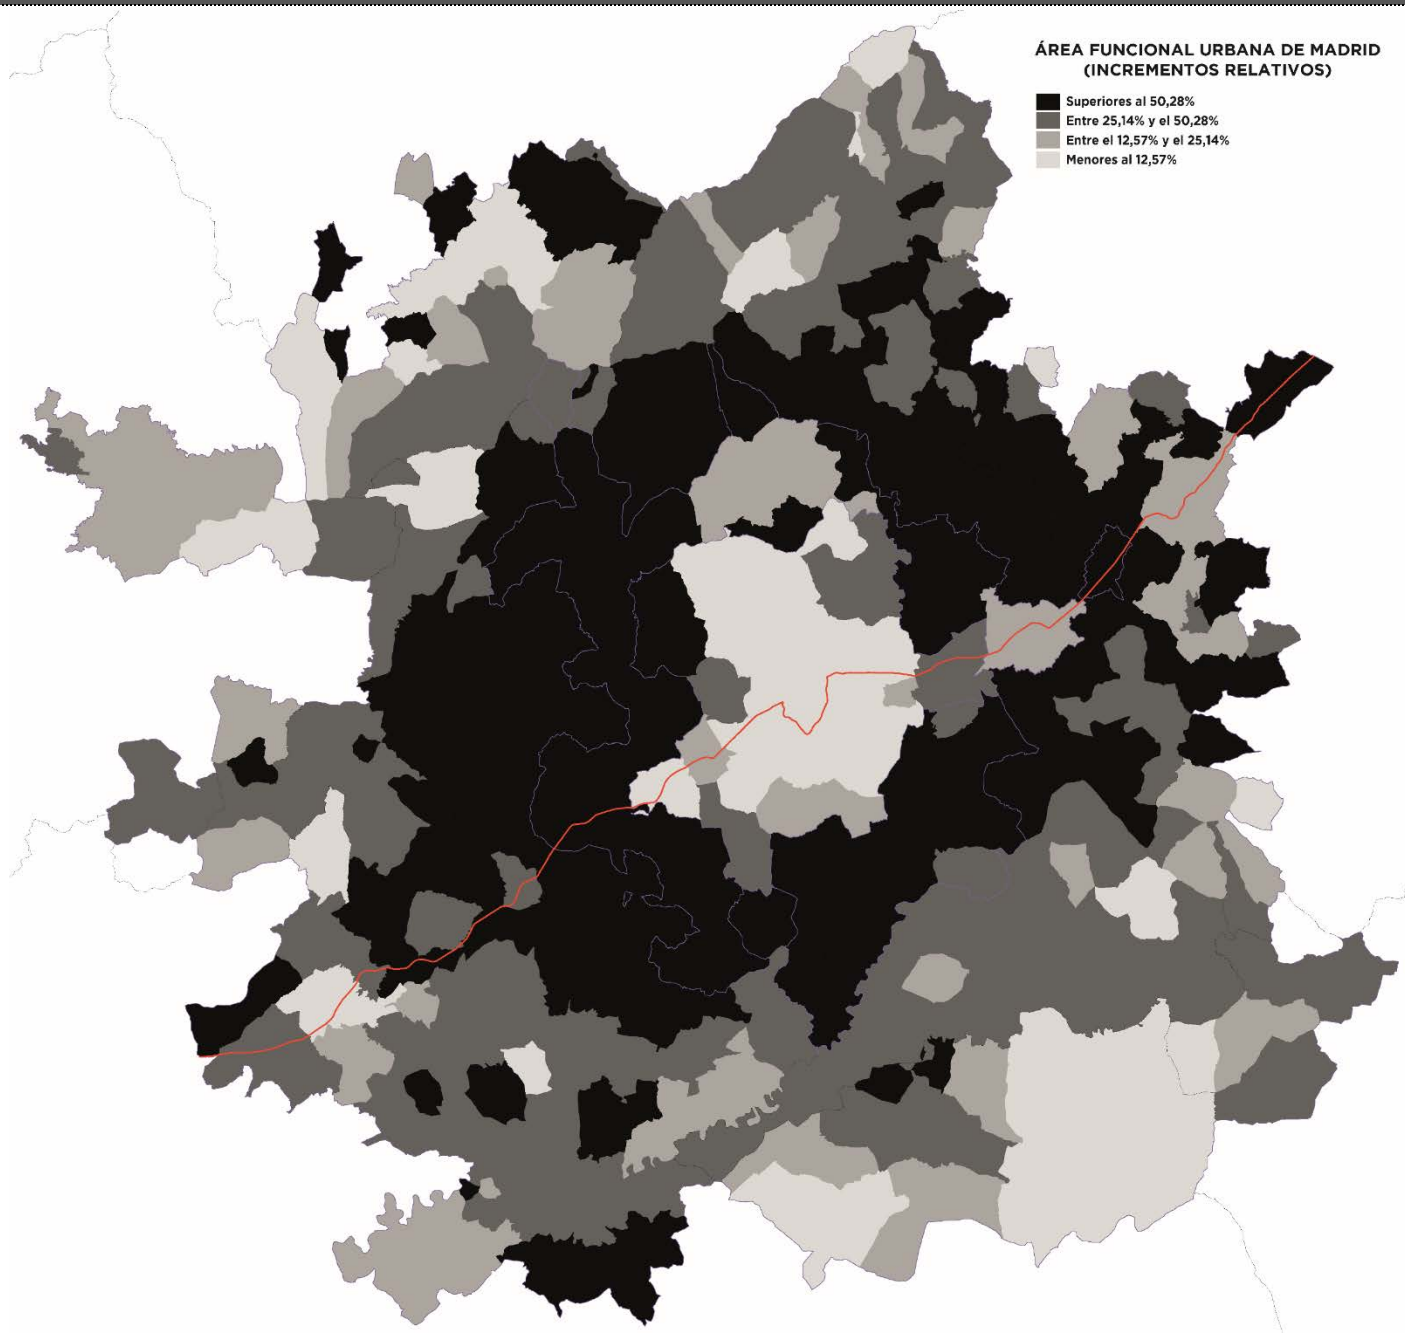 ÁREA FUNCIONAL URBANA DE MADRID
(INCREMENTOS RELATIVOS)
Superiores al 50,28%
Entre 25,14% y el 50,28%
Entre el 12,57% y el 25,14%
Menores al 12,57%